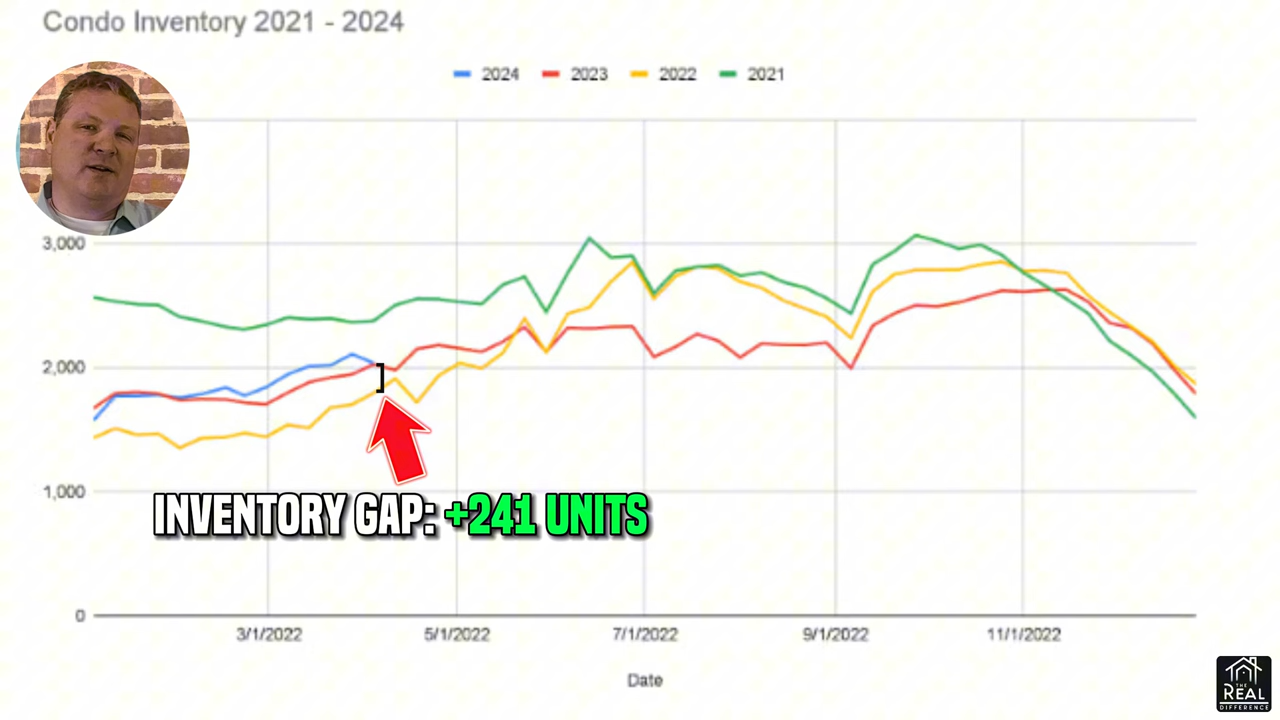 Condo Inventory 2021 - 2024
2024 2023 2022 2021
3,000
2,000
1,000
INVENTORY GAP: +241 UNITS
0
3/1/2022 5/1/2022 7/1/2022 9/1/2022 11/1/2022
Date
THE
REAL
DIFFERENCE